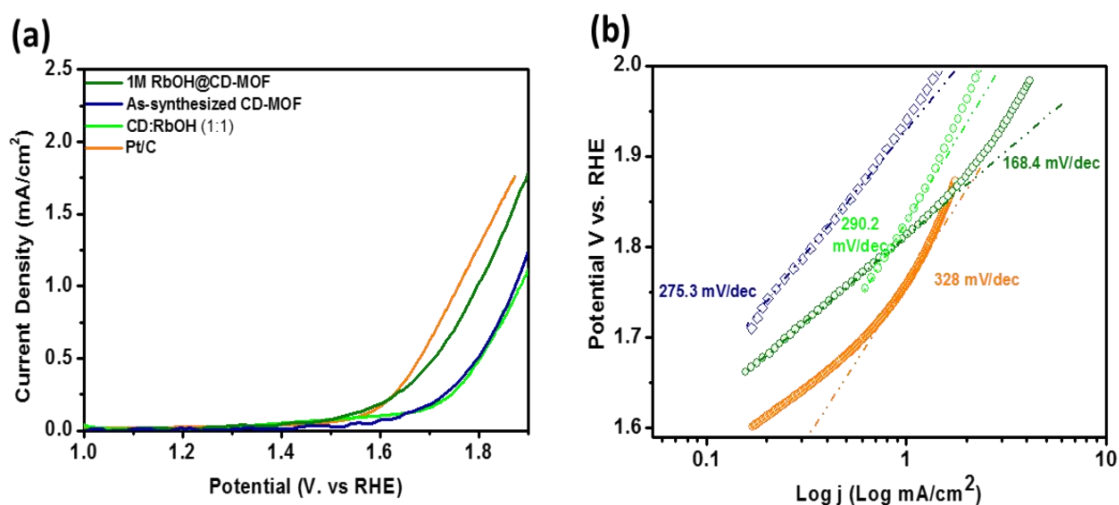 (a)
2.5
2.0
1.5
1.0
0.5
0.0
Current Density (mA/cm²)
1M RbOH@CD-MOF
As-synthesized CD-MOF
CD:RbOH (1:1)
Pt/C
1.0
1.2
1.4
1.6
1.8
Potential (V. vs RHE)
(b)
2.0
1.9
1.8
1.7
1.6
Potential V vs. RHE
168.4 mV/dec
290.2
mV/dec
275.3 mV/dec
328 mV/dec
0.1
1
10
Log j (Log mA/cm²)